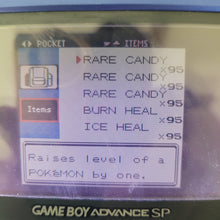 ◀▶ POCKET ▲▼ ITEMS
▶RARE CANDY
×95
RARE CANDY
×95
RARE CANDY
×95
Items
BURN HEAL
×95
ICE HEAL
×95
Raises level of a
POKéMON by one.
GAME BOY ADVANCE SP